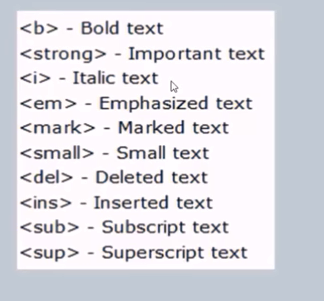 <b> - Bold text
<strong> - Important text
<i> - Italic text
<em> - Emphasized text
<mark> - Marked text
<small> - Small text
<del> - Deleted text
<ins> - Inserted text
<sub> - Subscript text
<sup> - Superscript text